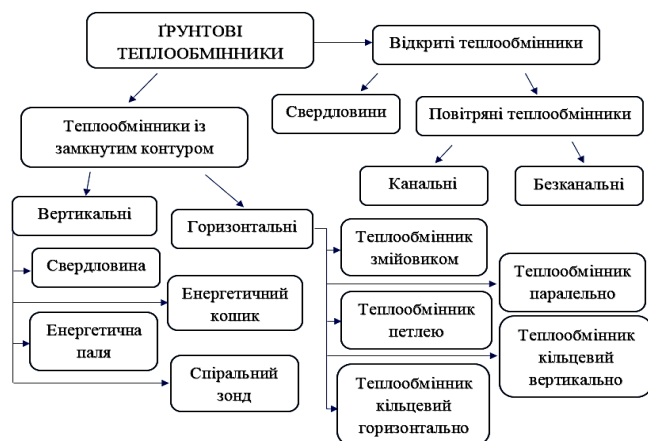 ҐРУНТОВІ
ТЕПЛООБМІННИКИ
Відкриті теплообмінники
Свердловини
Повітряні теплообмінники
Теплообмінники із
замкнутим контуром
Канальні
Безканальні
Вертикальні
Горизонтальні
Свердловина
Енергетичний
кошик
Енергетична
паля
Спіральний
зонд
Теплообмінник
змійовиком
Теплообмінник
паралельно
Теплообмінник
петлею
Теплообмінник
кільцевий
вертикально
Теплообмінник
кільцевий
горизонтально